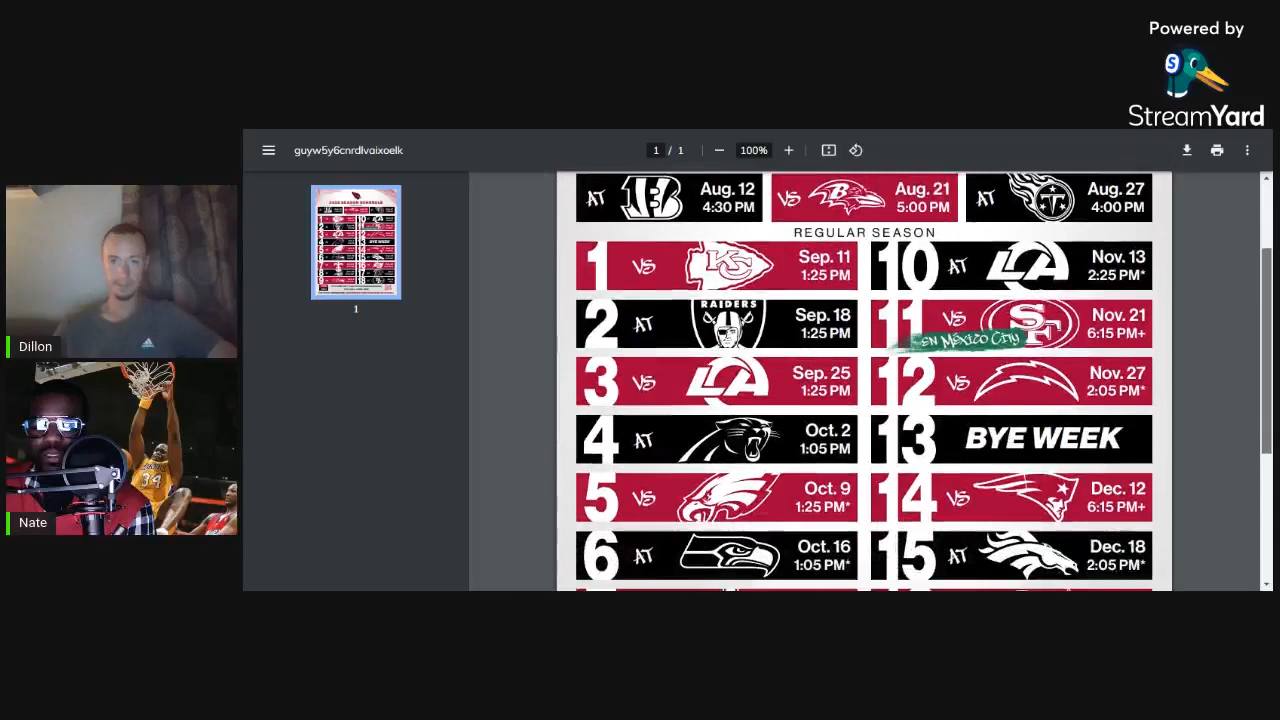 Powered by
StreamYard
guyw5y6cnrdlvaixoelk
1 / 1
100%
1
AT Aug. 12 4:30 PM
VS Aug. 21 5:00 PM
AT Aug. 27 4:00 PM
REGULAR SEASON
1 VS KC Sep. 11 1:25 PM
2 AT RAIDERS Sep. 18 1:25 PM
3 VS LA Sep. 25 1:25 PM
4 AT Oct. 2 1:05 PM
5 VS Oct. 9 1:25 PM*
6 AT Oct. 16 1:05 PM*
10 AT LA Nov. 13 2:25 PM*
11 VS SF Nov. 21 6:15 PM+
EN MÉXICO CITY
12 VS Nov. 27 2:05 PM*
13 BYE WEEK
14 VS Dec. 12 6:15 PM+
15 AT Dec. 18 2:05 PM*
Dillon
34
Nate